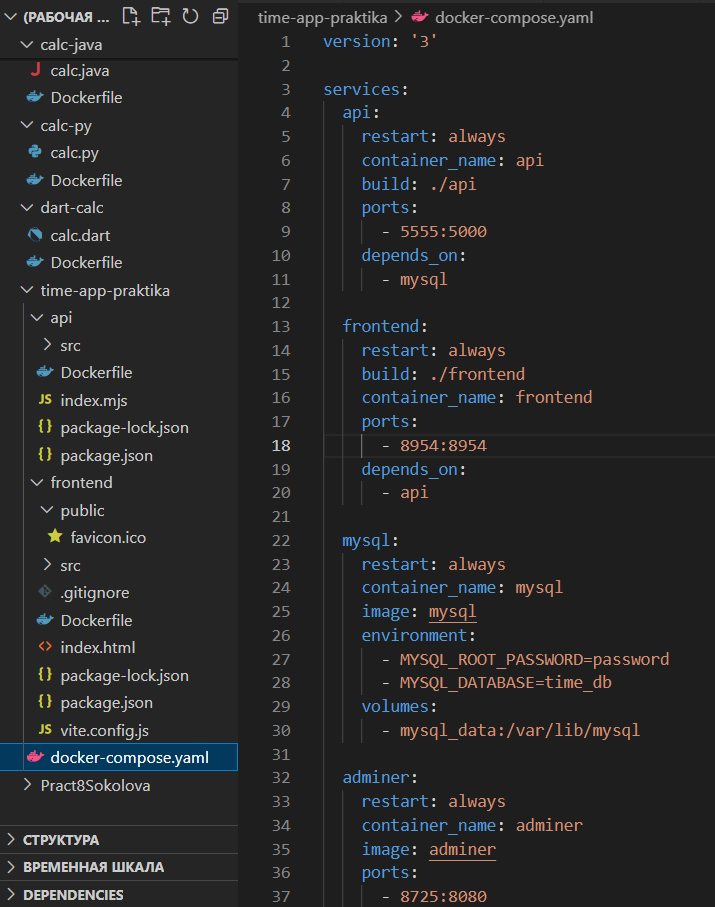 (РАБОЧАЯ ...
calc-java
calc.java
Dockerfile
calc-py
calc.py
Dockerfile
dart-calc
calc.dart
Dockerfile
time-app-praktika
api
src
Dockerfile
JS index.mjs
{} package-lock.json
{} package.json
frontend
public
favicon.ico
src
.gitignore
Dockerfile
<> index.html
{} package-lock.json
{} package.json
JS vite.config.js
docker-compose.yaml
Pract8Sokolova
СТРУКТУРА
ВРЕМЕННАЯ ШКАЛА
DEPENDENCIES
time-app-praktika > docker-compose.yaml
1 version: '3'
2
3 services:
4   api:
5     restart: always
6     container_name: api
7     build: ./api
8     ports:
9       - 5555:5000
10     depends_on:
11       - mysql
12
13   frontend:
14     restart: always
15     build: ./frontend
16     container_name: frontend
17     ports:
18       - 8954:8954
19     depends_on:
20       - api
21
22   mysql:
23     restart: always
24     container_name: mysql
25     image: mysql
26     environment:
27       - MYSQL_ROOT_PASSWORD=password
28       - MYSQL_DATABASE=time_db
29     volumes:
30       - mysql_data:/var/lib/mysql
31
32   adminer:
33     restart: always
34     container_name: adminer
35     image: adminer
36     ports:
37       - 8725:8080